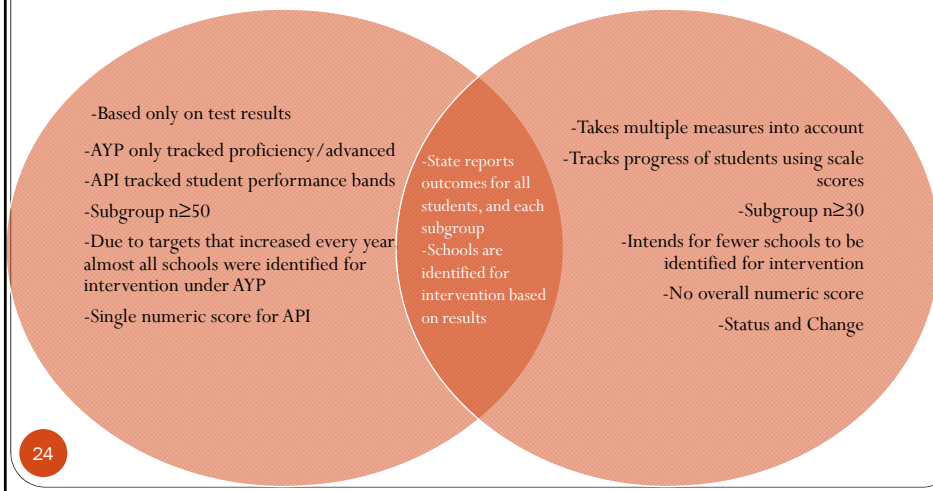 -Based only on test results
-AYP only tracked proficiency/advanced
-API tracked student performance bands
-Subgroup n≥50
-Due to targets that increased every year,
almost all schools were identified for
intervention under AYP
-Single numeric score for API
-State reports
outcomes for all
students, and each
subgroup
-Schools are
identified for
intervention based
on results
-Takes multiple measures into account
-Tracks progress of students using scale
scores
-Subgroup n≥30
-Intends for fewer schools to be
identified for intervention
-No overall numeric score
-Status and Change
24